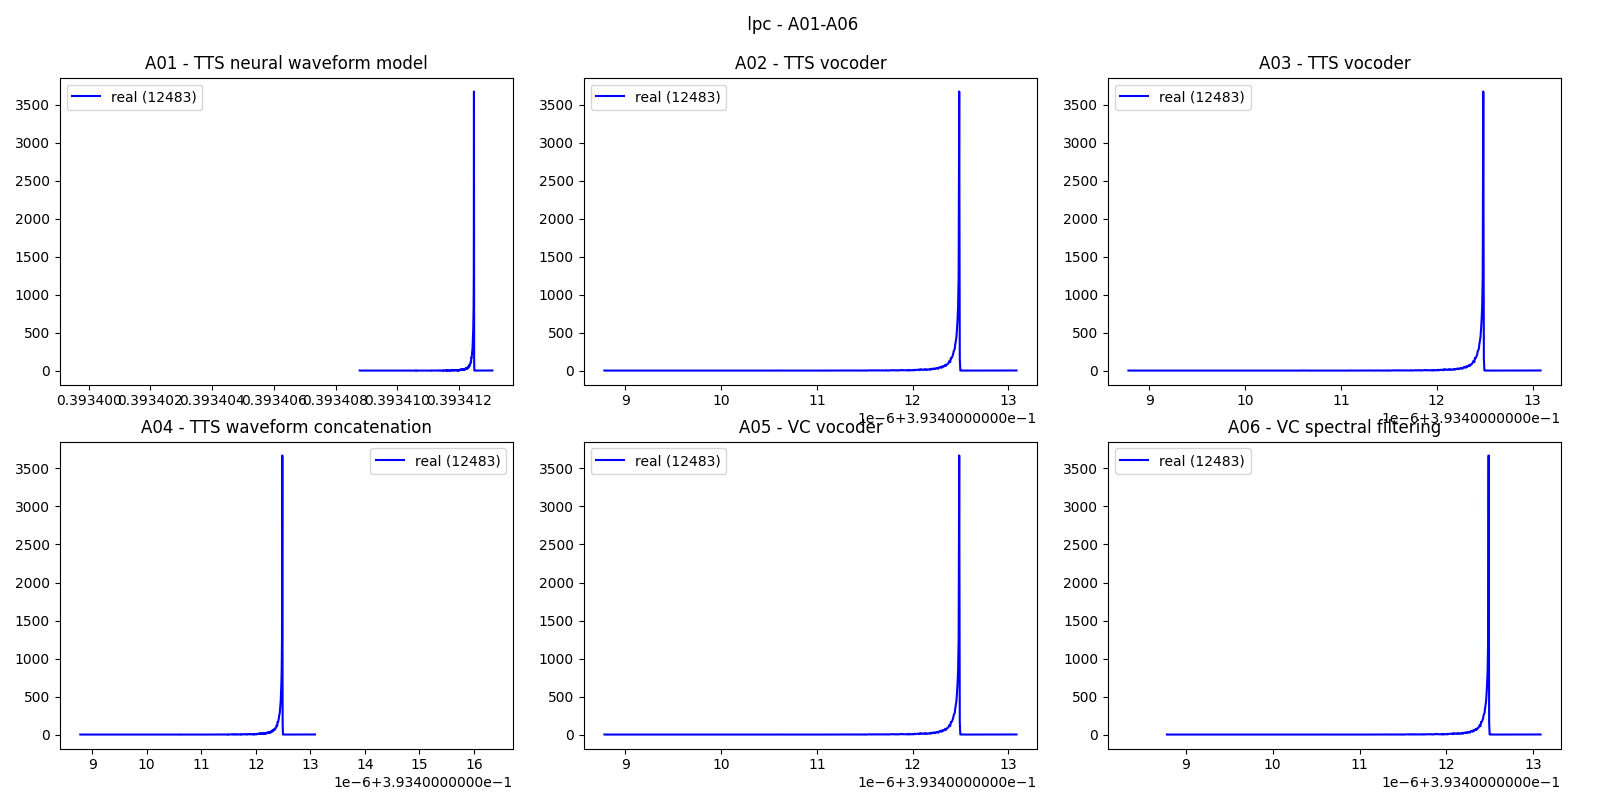 lpc - A01-A06
A01 - TTS neural waveform model
A02 - TTS vocoder
A03 - TTS vocoder
real (12483)
real (12483)
real (12483)
3500
3000
2500
2000
1500
1000
500
0
3500
3000
2500
2000
1500
1000
500
0
3500
3000
2500
2000
1500
1000
500
0
0.393400 0.393402 0.393404 0.393406 0.393408 0.393410 0.393412
9 10 11 12 13
1e−6+3.9340000000e−1
9 10 11 12 13
1e−6+3.9340000000e−1
A04 - TTS waveform concatenation
A05 - VC vocoder
A06 - VC spectral filtering
real (12483)
real (12483)
real (12483)
3500
3000
2500
2000
1500
1000
500
0
3500
3000
2500
2000
1500
1000
500
0
3500
3000
2500
2000
1500
1000
500
0
9 10 11 12 13 14 15 16
1e−6+3.9340000000e−1
9 10 11 12 13
1e−6+3.9340000000e−1
9 10 11 12 13
1e−6+3.9340000000e−1